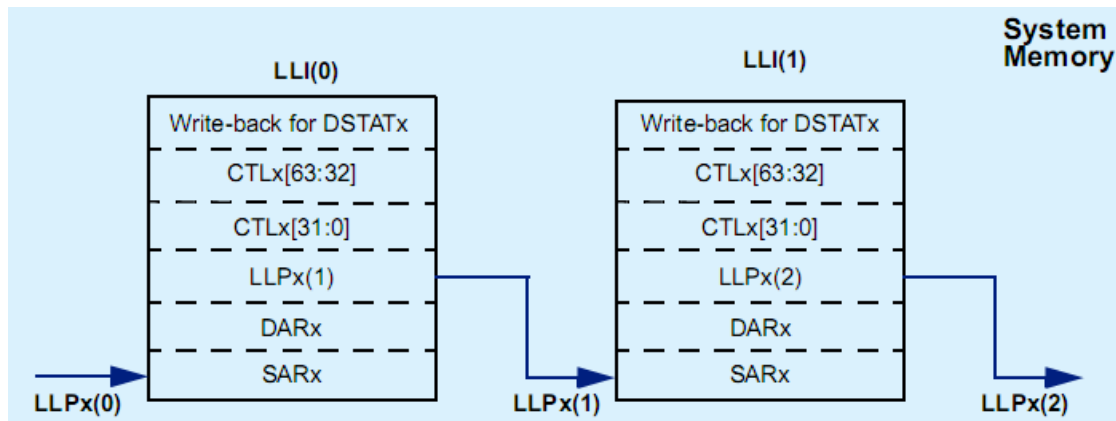 System
Memory
LLI(0)
LLI(1)
Write-back for DSTATx
CTLx[63:32]
CTLx[31:0]
LLPx(1)
DARx
SARx
Write-back for DSTATx
CTLx[63:32]
CTLx[31:0]
LLPx(2)
DARx
SARx
LLPx(0)
LLPx(1)
LLPx(2)